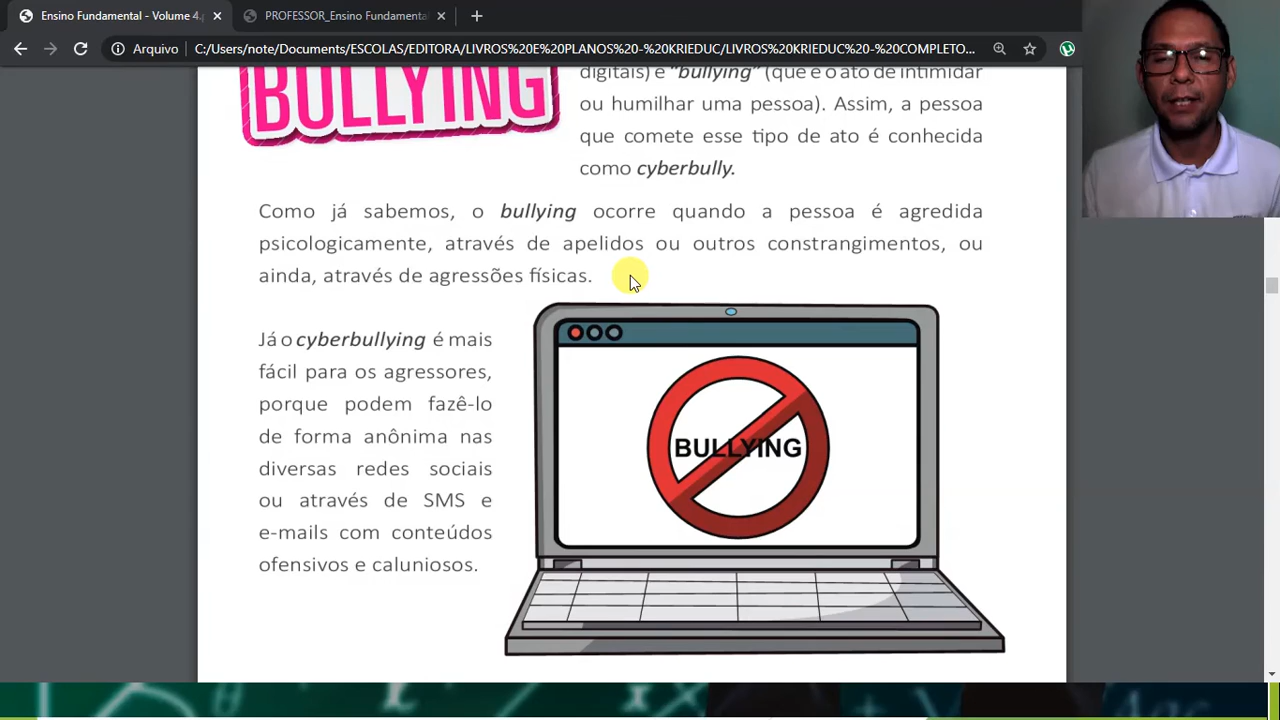 Ensino Fundamental - Volume 4.
PROFESSOR_Ensino Fundamental
Arquivo
C:/Users/note/Documents/ESCOLAS/EDITORA/LIVROS%20E%20PLANOS%20-%20KRIEDUC/LIVROS%20KRIEDUC%20-%20COMPLETO...
BULLYING
digitais) e "bullying" (que é o ato de intimidar
ou humilhar uma pessoa). Assim, a pessoa
que comete esse tipo de ato é conhecida
como cyberbully.
Como já sabemos, o bullying ocorre quando a pessoa é agredida
psicologicamente, através de apelidos ou outros constrangimentos, ou
ainda, através de agressões físicas.
Já o cyberbullying é mais
fácil para os agressores,
porque podem fazê-lo
de forma anônima nas
diversas redes sociais
ou através de SMS e
e-mails com conteúdos
ofensivos e caluniosos.
BULLYING